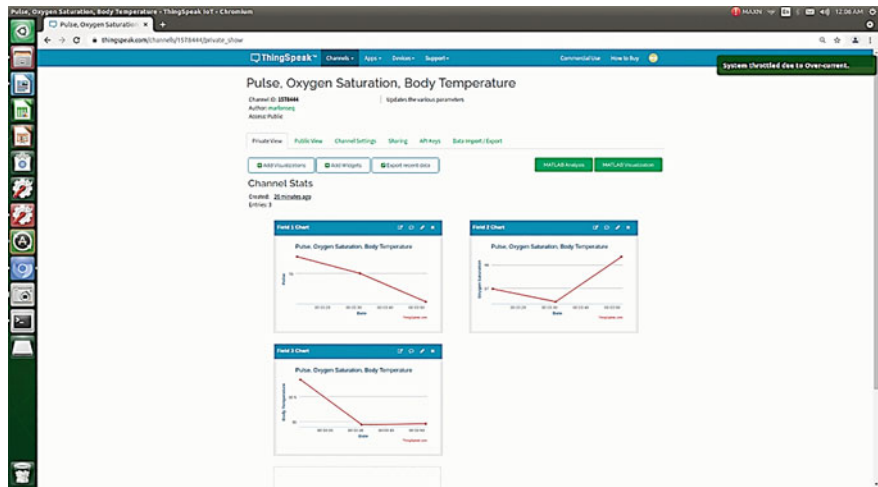 Pulse, Oxygen Saturation, Body Temperature - ThingSpeak IoT - Chromium
MAXN
En
12:06 AM
Pulse, Oxygen Saturation
thingspeak.com/channels/1578444/private_show
ThingSpeak™ Channels Apps Devices Support Commercial Use How to Buy
System throttled due to Over-current.
Pulse, Oxygen Saturation, Body Temperature
Channel ID: 1578444 Updates the various parameters
Author:
Access: Public
Private View Public View Channel Settings Sharing API Keys Data Import / Export
Add Visualizations Add Widgets Export recent data MATLAB Analysis MATLAB Visualization
Channel Stats
Created: 20 minutes ago
Entries: 3
Field 1 Chart Field 2 Chart
Pulse, Oxygen Saturation, Body Temperature Pulse, Oxygen Saturation, Body Temperature
Pulse Oxygen Saturation
Date Date
ThingSpeak.com ThingSpeak.com
Field 3 Chart
Pulse, Oxygen Saturation, Body Temperature
Body Temperature
Date
ThingSpeak.com